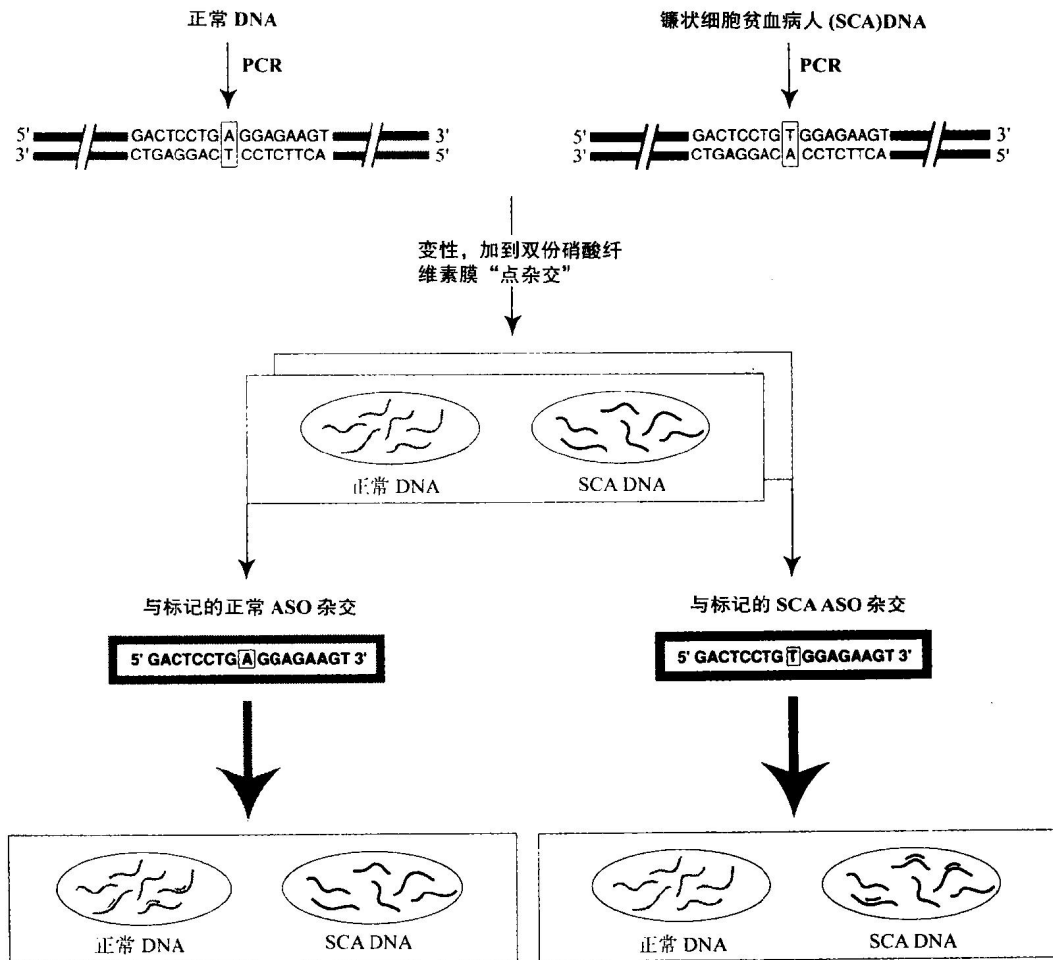 正常 DNA
镰状细胞贫血病人 (SCA)DNA
PCR
PCR
5' GACTCCTG A GGAGAAGT 3'
3' CTGAGGAC T CCTCTTCA 5'
5' GACTCCTG T GGAGAAGT 3'
3' CTGAGGAC A CCTCTTCA 5'
变性，加到双份硝酸纤
维素膜“点杂交”
正常 DNA
SCA DNA
与标记的正常 ASO 杂交
与标记的 SCA ASO 杂交
5' GACTCCTG A GGAGAAGT 3'
5' GACTCCTG T GGAGAAGT 3'
正常 DNA
SCA DNA
正常 DNA
SCA DNA